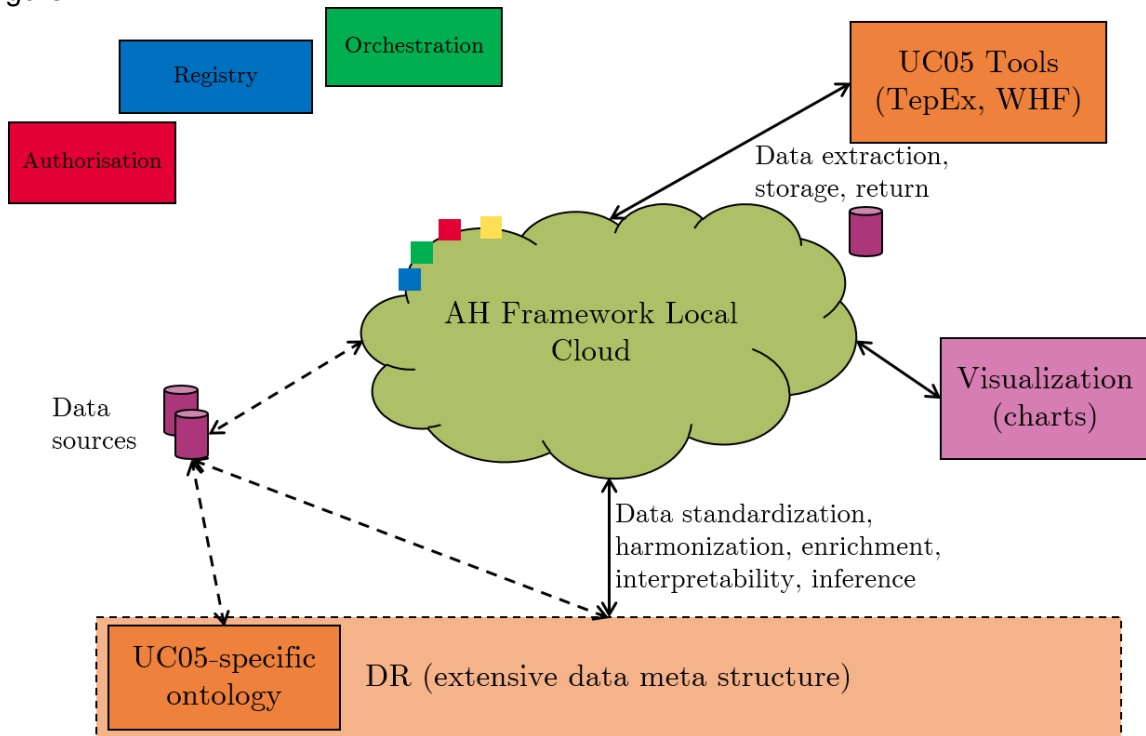 Orchestration
Registry
Authorisation
UC05 Tools
(TepEx, WHF)
Data extraction,
storage, return
AH Framework Local
Cloud
Visualization
(charts)
Data
sources
Data standardization,
harmonization, enrichment,
interpretability, inference
UC05-specific
ontology
DR (extensive data meta structure)